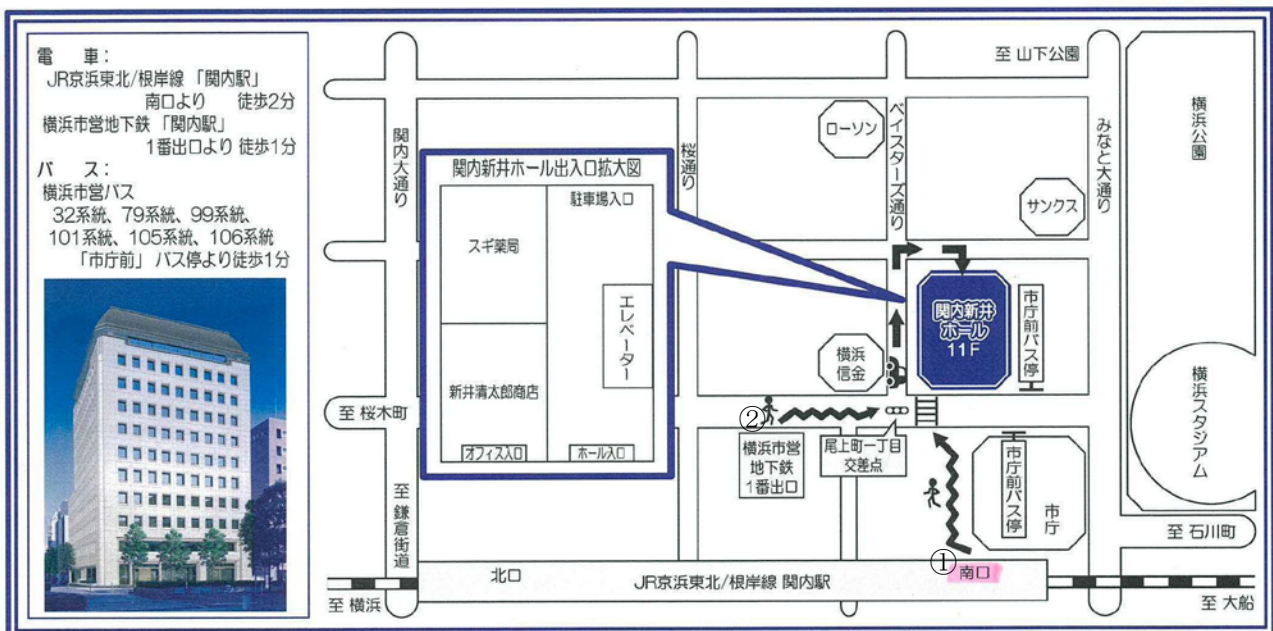 電　車：
JR京浜東北/根岸線 「関内駅」
南口より　徒歩2分
横浜市営地下鉄 「関内駅」
1番出口より 徒歩1分
バ　ス：
横浜市営バス
32系統、79系統、99系統、
101系統、105系統、106系統
「市庁前」 バス停より徒歩1分
関内大通り
桜通り
ベイスターズ通り
みなと大通り
至 山下公園
横浜公園
ローソン
サンクス
関内新井ホール出入口拡大図
スギ薬局
駐車場入口
エレベーター
新井清太郎商店
オフィス入口
ホール入口
関内新井
ホール
11F
市庁前バス停
横浜
信金
横浜スタジアム
至 桜木町
②
横浜市営
地下鉄
1番出口
尾上町一丁目
交差点
市庁前バス停
市庁
至 鎌倉街道
至 石川町
①
南口
北口
JR京浜東北/根岸線 関内駅
至 横浜
至 大船